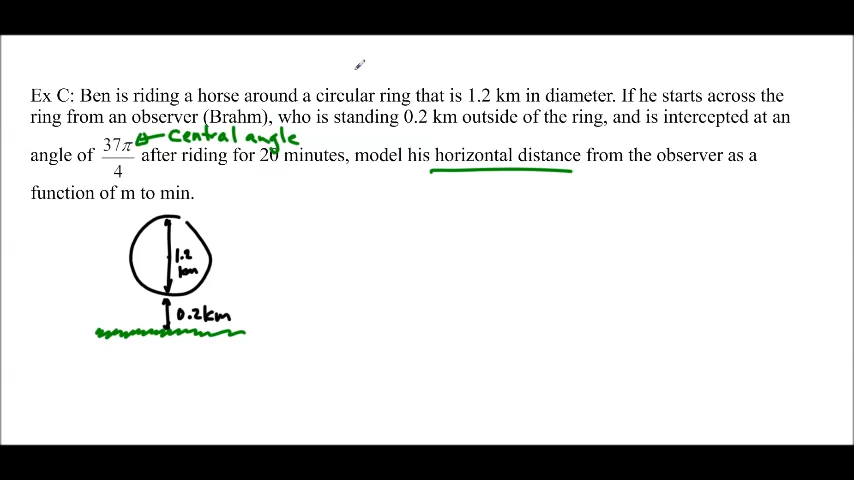 Ex C: Ben is riding a horse around a circular ring that is 1.2 km in diameter. If he starts across the
ring from an observer (Brahm), who is standing 0.2 km outside of the ring, and is intercepted at an
central angle
angle of 37π/4 after riding for 20 minutes, model his horizontal distance from the observer as a
function of m to min.
1.2
km
0.2km